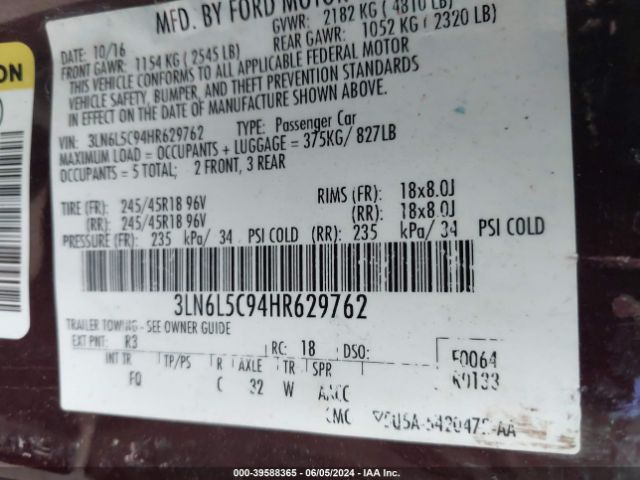 MFD. BY FORD MOTOR
DATE: 10/16 GVWR: 2182 KG ( 4810 LB)
FRONT GAWR: 1154 KG ( 2545 LB) REAR GAWR: 1052 KG ( 2320 LB)
THIS VEHICLE CONFORMS TO ALL APPLICABLE FEDERAL MOTOR
VEHICLE SAFETY, BUMPER, AND THEFT PREVENTION STANDARDS
IN EFFECT ON THE DATE OF MANUFACTURE SHOWN ABOVE.
VIN: 3LN6L5C94HR629762 TYPE: Passenger Car
MAXIMUM LOAD = OCCUPANTS + LUGGAGE = 375KG/ 827LB
OCCUPANTS = 5 TOTAL; 2 FRONT, 3 REAR
TIRE (FR): 245/45R18 96V RIMS (FR): 18x8.0J
(RR): 245/45R18 96V (RR): 18x8.0J
PRESSURE (FR): 235 kPa/ 34 PSI COLD (RR): 235 kPa/ 34 PSI COLD
3LN6L5C94HR629762
TRAILER TOWING - SEE OWNER GUIDE
EXT PNT: R3 RC: 18 DSO: F0064
R0133
INT TR TP/PS R AXLE TR SPR
FQ C 32 W
ON
000-39588365 | 06/05/2024 | IAA Inc.